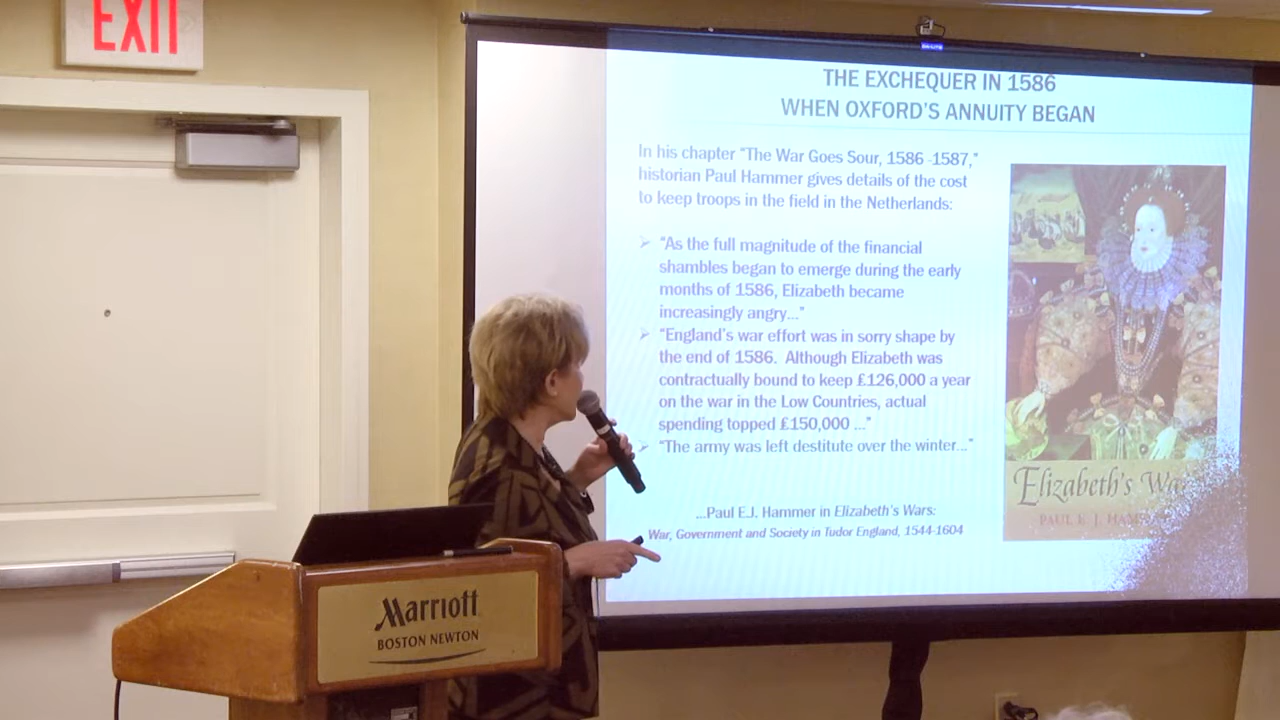 EXIT
THE EXCHEQUER IN 1586
WHEN OXFORD'S ANNUITY BEGAN
In his chapter "The War Goes Sour, 1586 -1587,"
historian Paul Hammer gives details of the cost
to keep troops in the field in the Netherlands:
"As the full magnitude of the financial
shambles began to emerge during the early
months of 1586, Elizabeth became
increasingly angry..."
"England's war effort was in sorry shape by
the end of 1586. Although Elizabeth was
contractually bound to keep £126,000 a year
on the war in the Low Countries, actual
spending topped £150,000 ..."
"The army was left destitute over the winter..."
...Paul E.J. Hammer in Elizabeth's Wars:
War, Government and Society in Tudor England, 1544-1604
Elizabeth's
PAUL E. J.
Marriott
BOSTON NEWTON